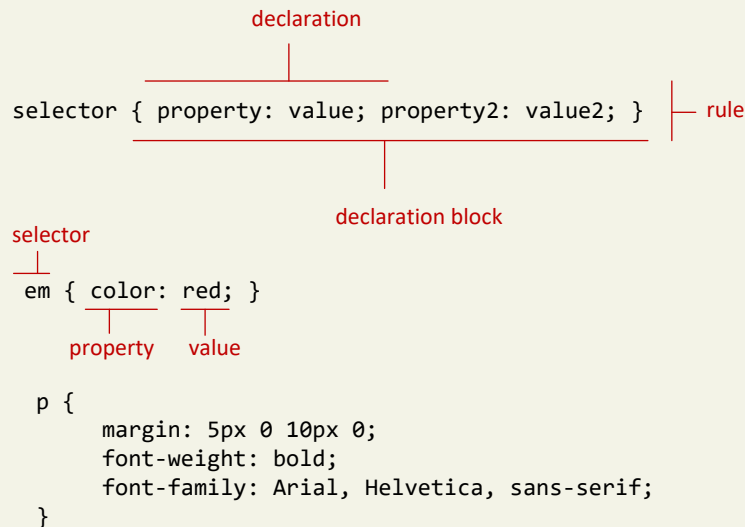 declaration
selector { property: value; property2: value2; } rule
declaration block
selector
em { color: red; }
property value
p {
margin: 5px 0 10px 0;
font-weight: bold;
font-family: Arial, Helvetica, sans-serif;
}